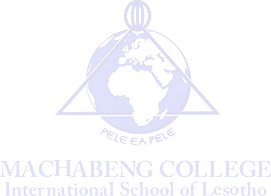 PELE EA PELE
MACHABENG COLLEGE
International School of Lesotho